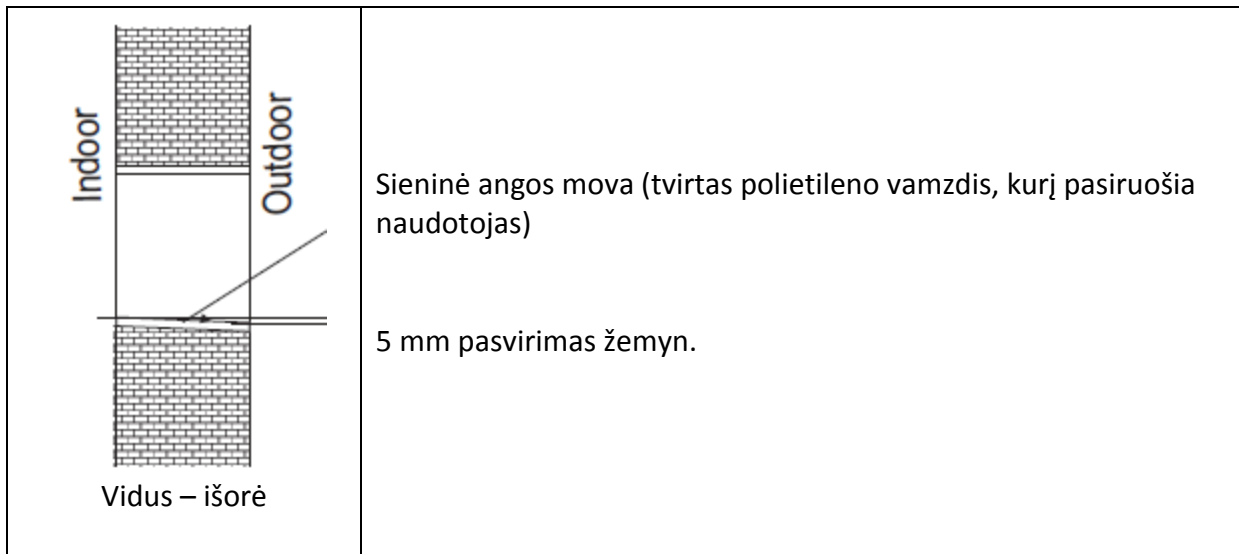 Indoor
Outdoor
Vidus – išorė
Sieninė angos mova (tvirtas polietileno vamzdis, kurį pasiruošia
naudotojas)
5 mm pasvirimas žemyn.